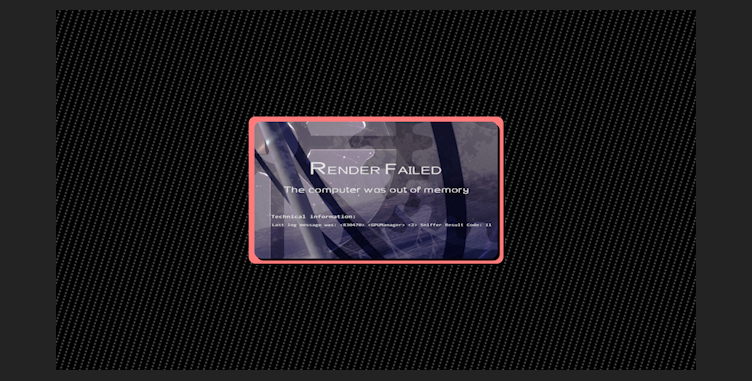 RENDER FAILED
The computer was out of memory
Technical information:
Last log message was: <830470> <GPUManager> <2> Sniffer Result Code: 11